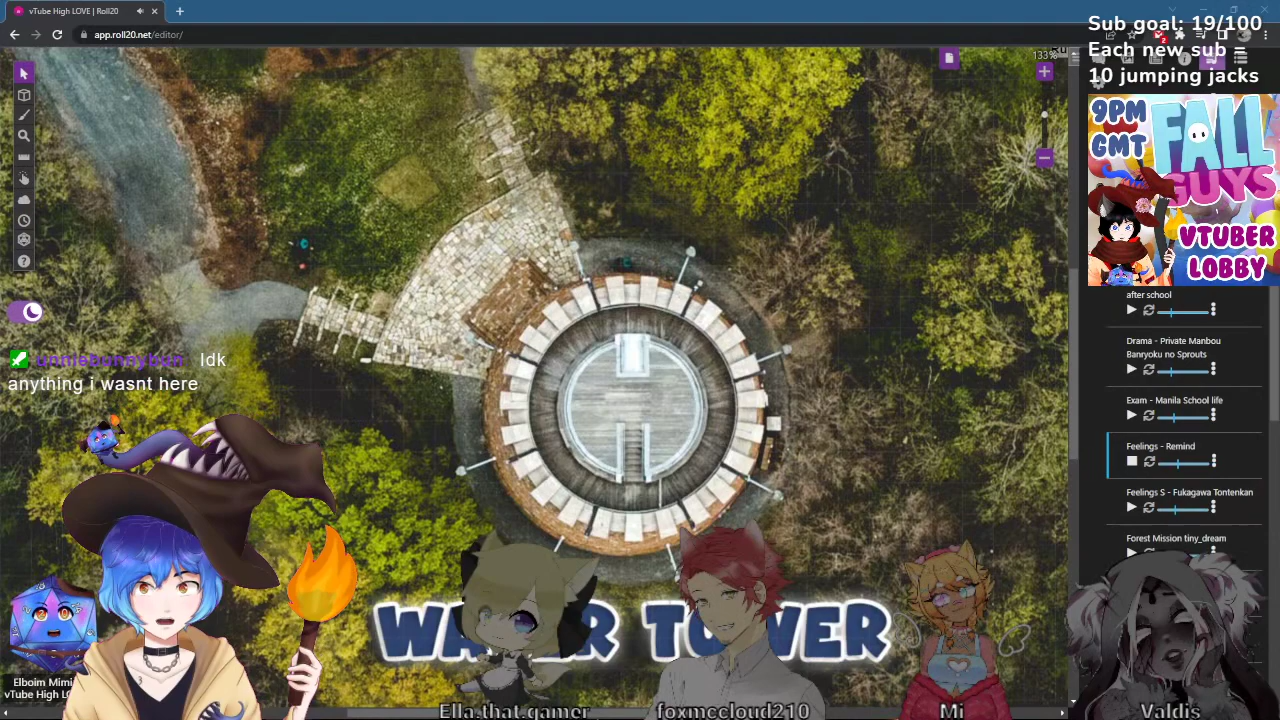 vTube High LOVE | Roll20
app.roll20.net/editor/
133%
Sub goal: 19/100
Each new sub =
10 jumping jacks
9PM
GMT
FALL
GUYS
VTUBER
LOBBY
after school
Drama - Private Manbou
Banryoku no Sprouts
Exam - Manila School life
Feelings - Remind
Feelings S - Fukagawa Tontenkan
Forest Mission tiny_dream
Idk
anything i wasnt here
WATER TOWER
Elboim Mimi
vTube High LO
Ella.that.gamer
foxmccloud210
Mi
Valdis